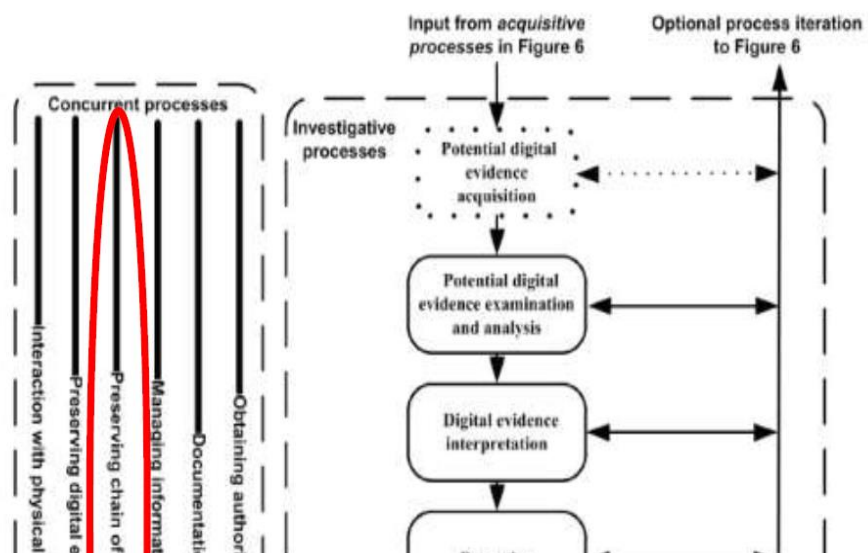 Input from acquisitive
processes in Figure 6
Optional process iteration
to Figure 6
Concurrent processes
Interaction with physical
Preserving digital e
Preserving chain of
Managing informat
Documentati
Obtaining authori
Investigative
processes
Potential digital
evidence
acquisition
Potential digital
evidence examination
and analysis
Digital evidence
interpretation